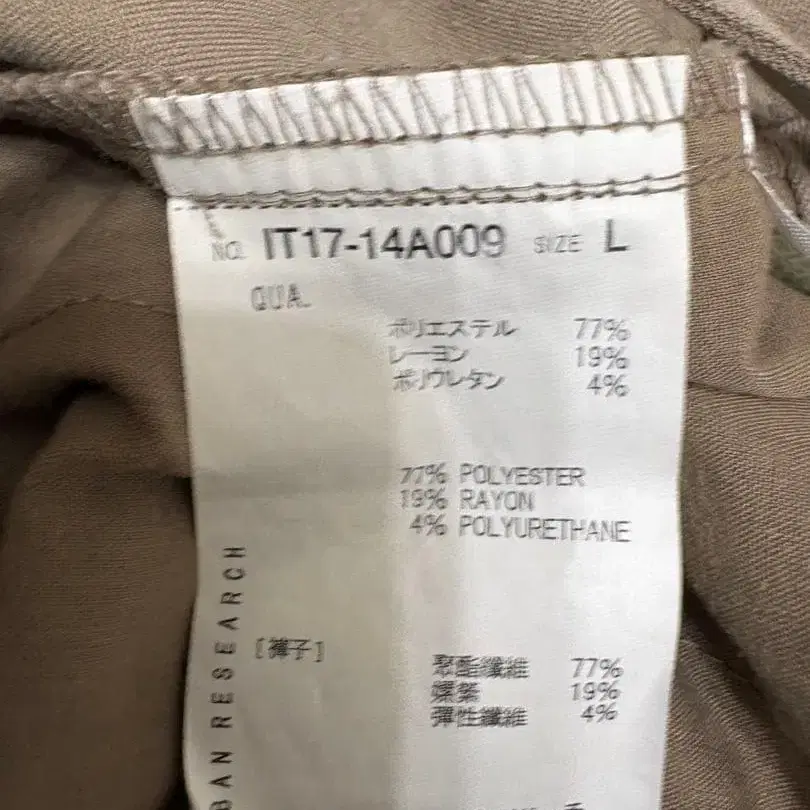 NO. IT17-14A009 SIZE L
QUA.
ポリエステル 77%
レーヨン 19%
ポリウレタン 4%
77% POLYESTER
19% RAYON
4% POLYURETHANE
[褲子]
聚酯纖維 77%
嫘縈 19%
彈性纖維 4%
BAN RESEARCH